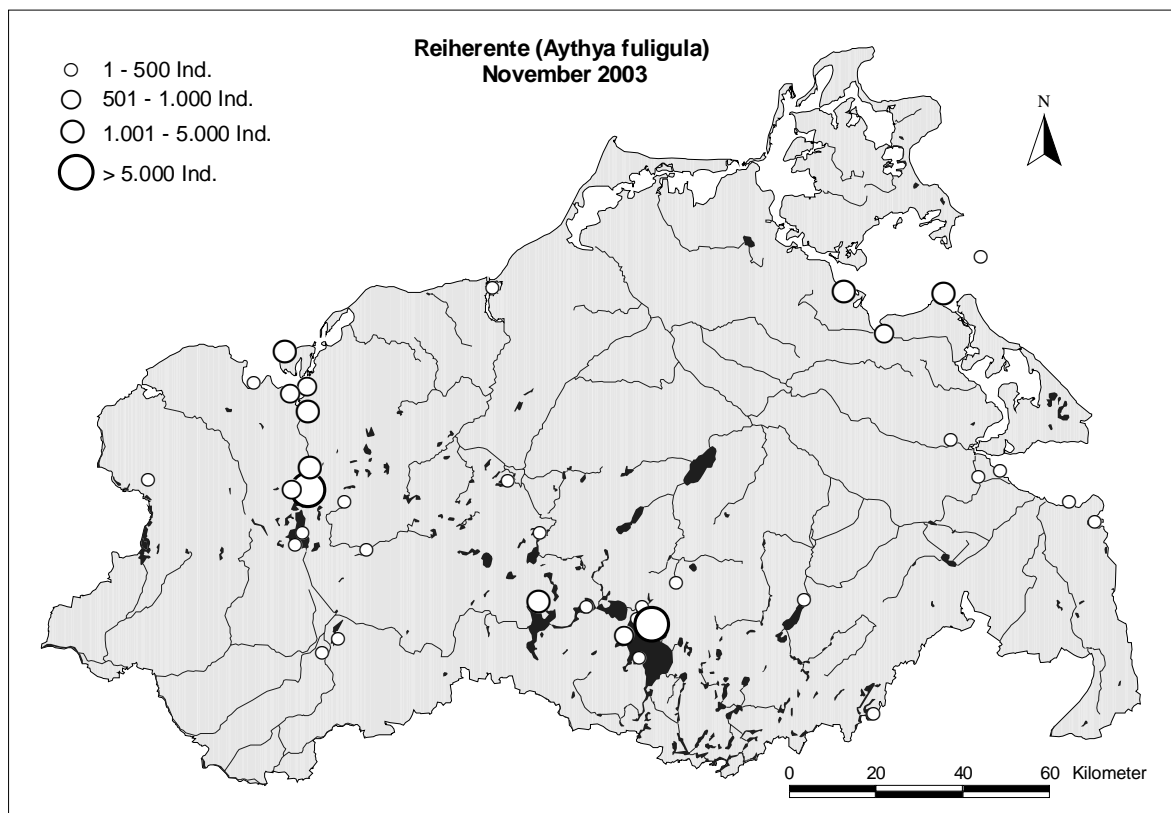 Reiherente (Aythya fuligula)
November 2003
1 - 500 Ind.
501 - 1.000 Ind.
1.001 - 5.000 Ind.
> 5.000 Ind.
N
0 20 40 60 Kilometer